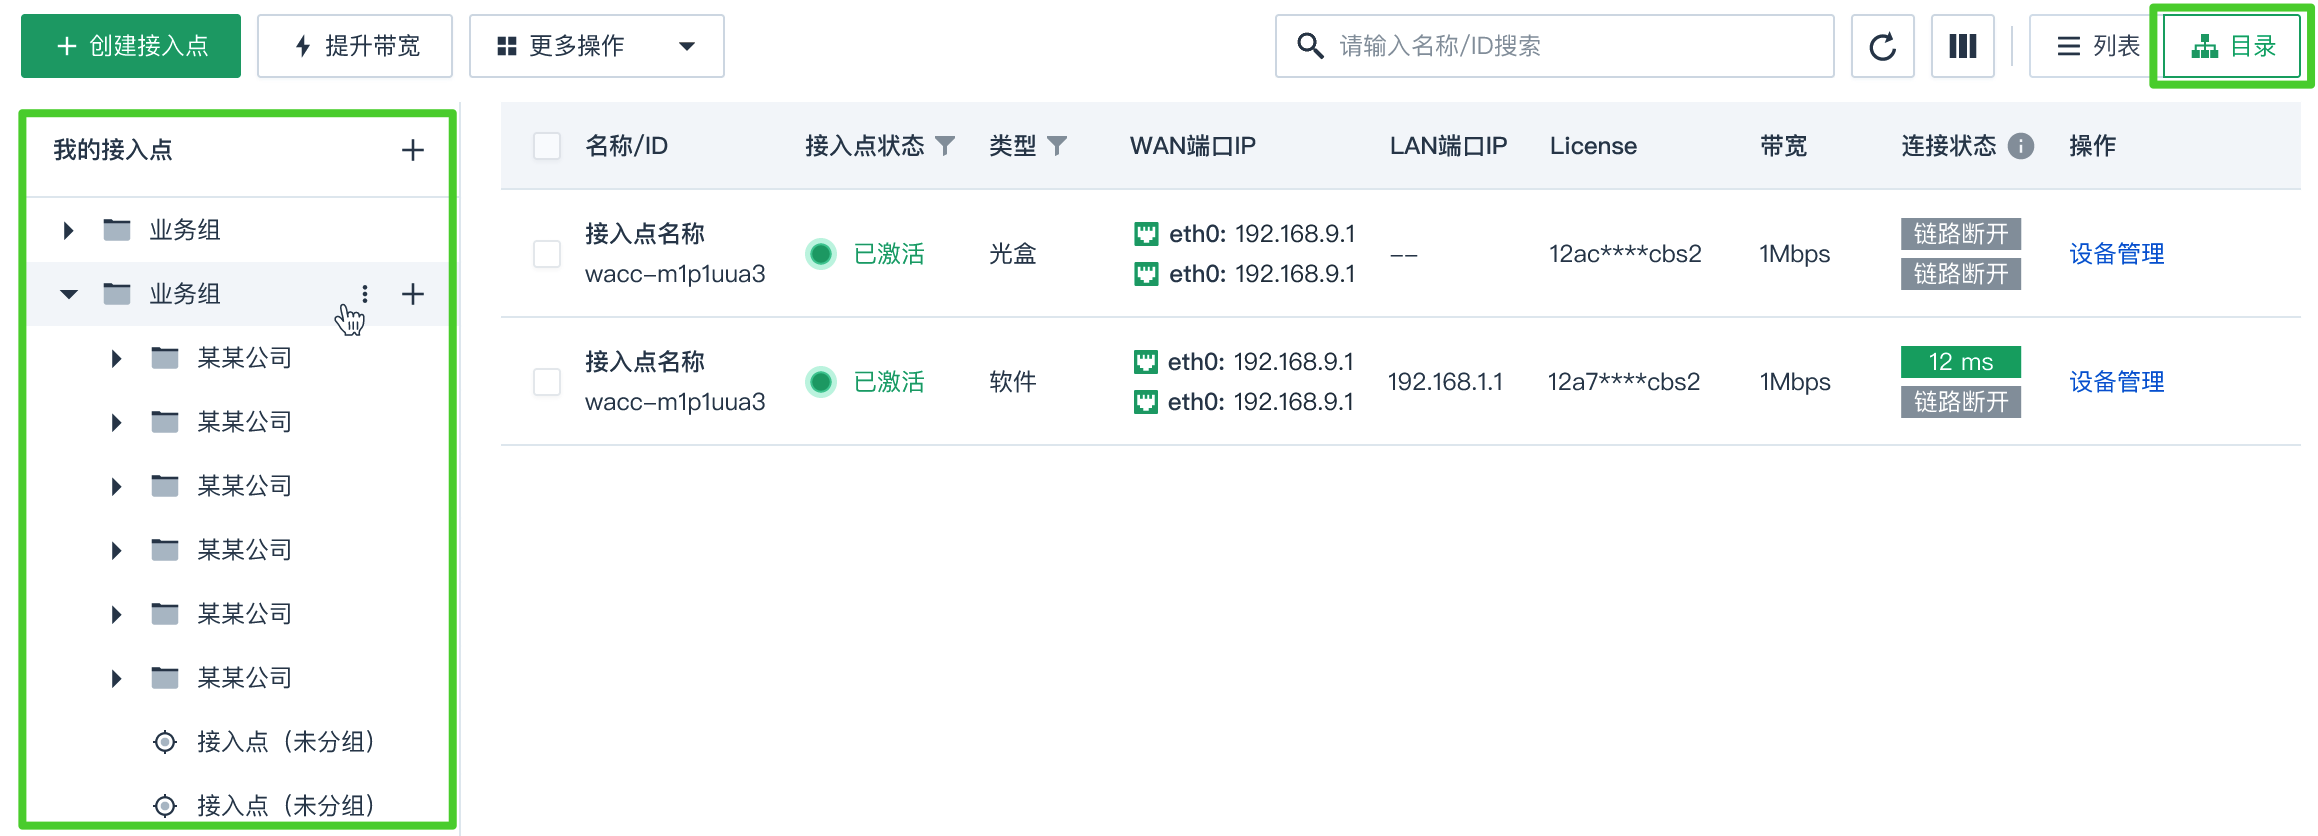 创建接入点
提升带宽
更多操作
请输入名称/ID搜索
列表
目录
我的接入点
业务组
业务组
某某公司
某某公司
某某公司
某某公司
某某公司
某某公司
接入点（未分组）
接入点（未分组）
名称/ID 接入点状态 类型 WAN端口IP LAN端口IP License 带宽 连接状态 操作
接入点名称
wacc-m1p1uua3
已激活
光盒
eth0: 192.168.9.1
eth0: 192.168.9.1
--
12ac****cbs2
1Mbps
链路断开
链路断开
设备管理
接入点名称
wacc-m1p1uua3
已激活
软件
eth0: 192.168.9.1
eth0: 192.168.9.1
192.168.1.1
12a7****cbs2
1Mbps
12 ms
链路断开
设备管理